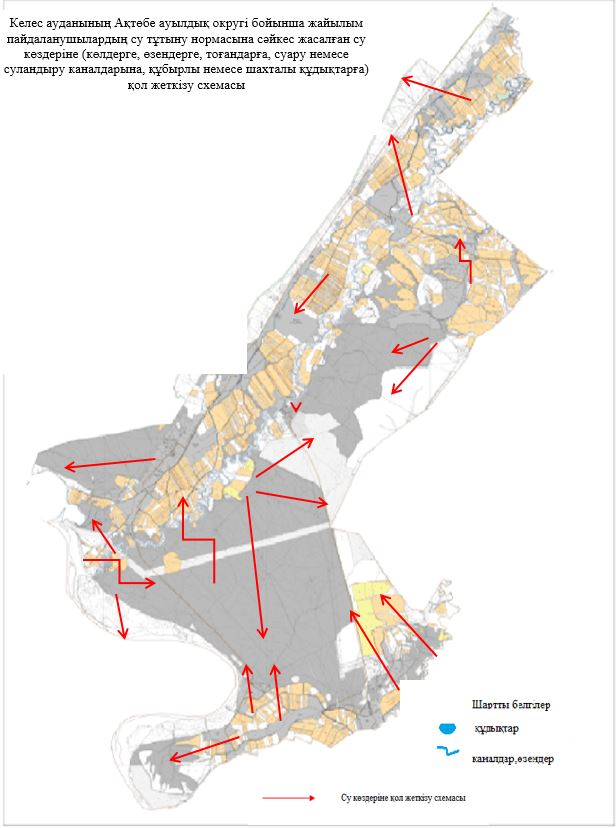 Келес ауданының Ақтөбе ауылдық округі бойынша жайылым
пайдаланушылардың су тұтыну нормасына сәйкес жасалған су
көздеріне (көлдерге, өзендерге, тоғандарға, суару немесе
суландыру каналдарына, құбырлы немесе шахталы құдықтарға)
қол жеткізу схемасы
Шартты белгілер
құдықтар
каналдар,өзендер
Су көздеріне қол жеткізу схемасы